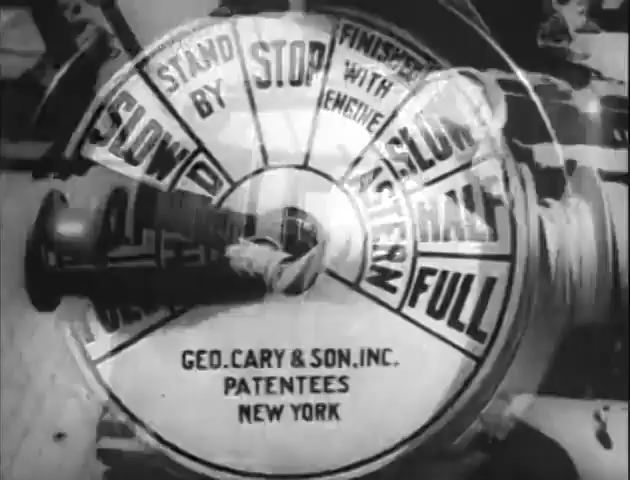 SLOW
STAND
BY
STOP
FINISHED
WITH
ENGINE
SLOW
HALF
FULL
ASTERN
GEO. CARY & SON, INC.
PATENTEES
NEW YORK